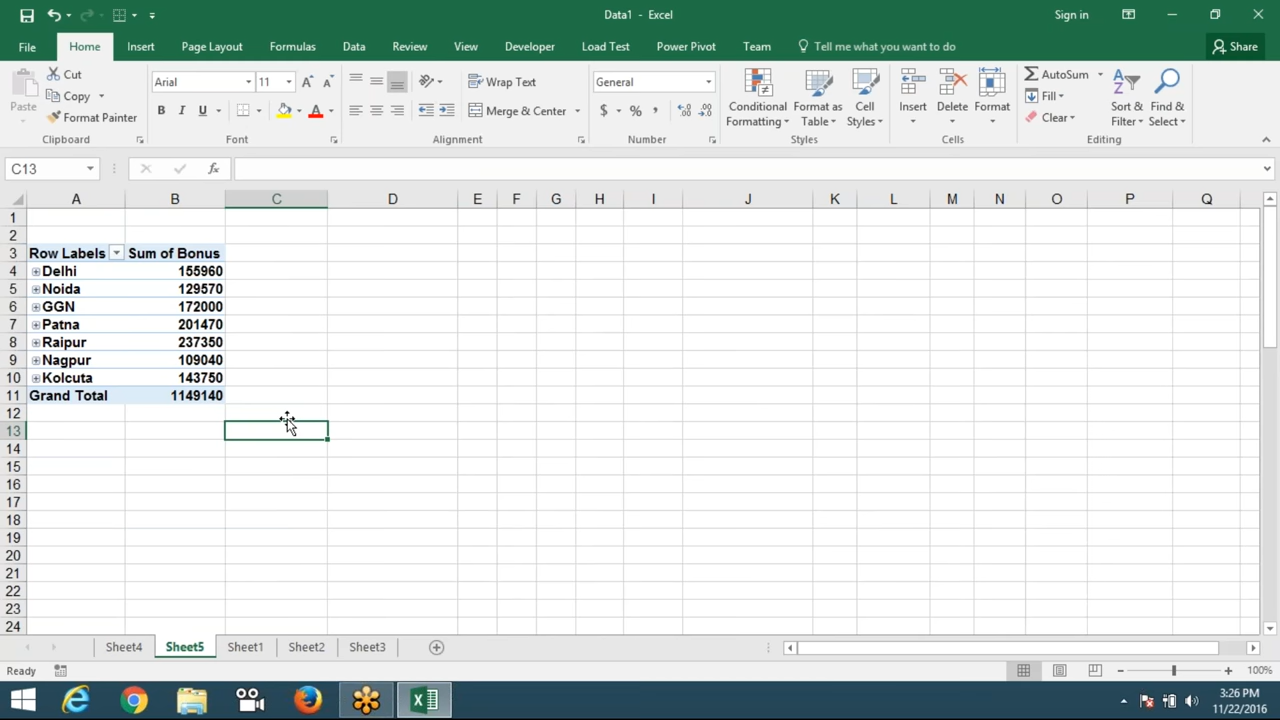 Data1 - Excel
Sign in
File Home Insert Page Layout Formulas Data Review View Developer Load Test Power Pivot Team Tell me what you want to do Share
Paste
Cut
Copy
Format Painter
Clipboard
Arial 11
B I U
A
Font
Wrap Text
Merge & Center
Alignment
General
$ % ,
Number
Conditional Formatting
Format as Table
Cell Styles
Styles
Insert
Delete
Format
Cells
AutoSum
Fill
Clear
Sort & Filter
Find & Select
Editing
C13
fx
A B C D E F G H I J K L M N O P Q
1
2
3 Row Labels Sum of Bonus
4 Delhi 155960
5 Noida 129570
6 GGN 172000
7 Patna 201470
8 Raipur 237350
9 Nagpur 109040
10 Kolcuta 143750
11 Grand Total 1149140
12
13
14
15
16
17
18
19
20
21
22
23
24
Sheet4 Sheet5 Sheet1 Sheet2 Sheet3
Ready
100%
3:26 PM
11/22/2016